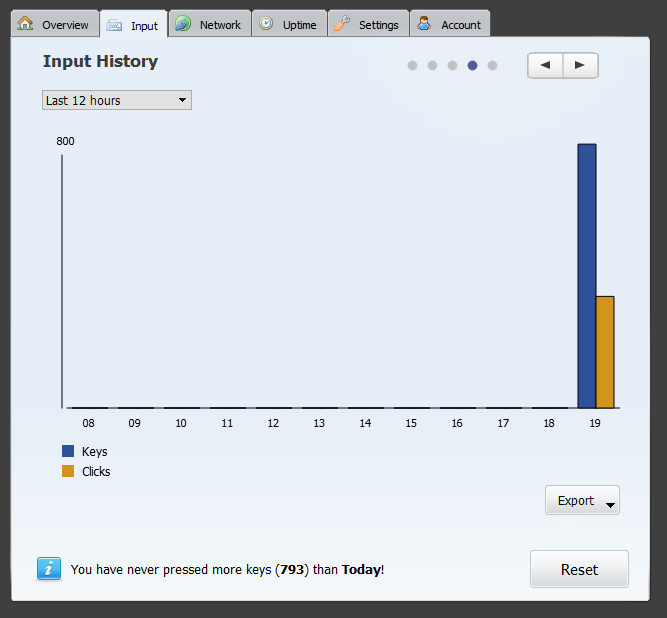 Overview Input Network Uptime Settings Account
Input History
Last 12 hours
800
08 09 10 11 12 13 14 15 16 17 18 19
Keys
Clicks
Export
You have never pressed more keys (793) than Today!
Reset